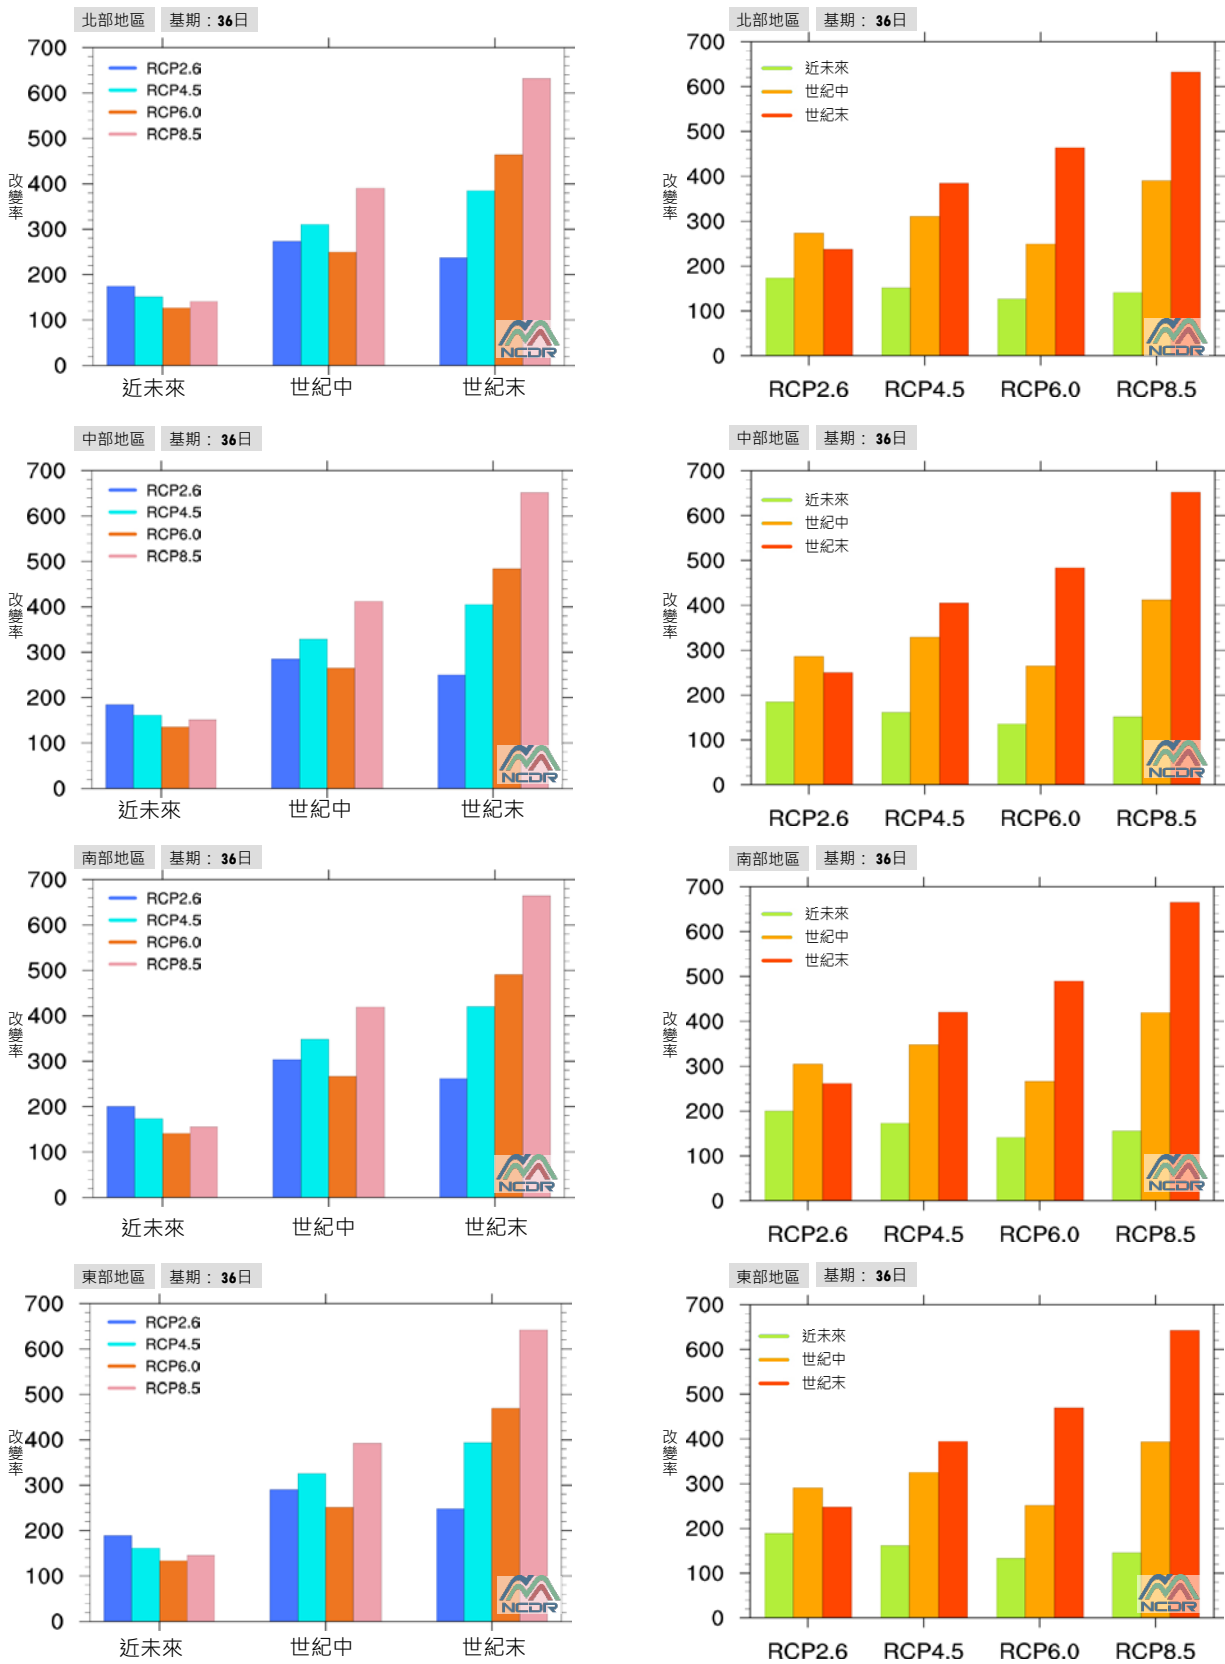 北部地區 基期：36日
700
600
500
400
300
200
100
0
改變率
RCP2.6
RCP4.5
RCP6.0
RCP8.5
近未來 世紀中 世紀末
NCDR
北部地區 基期：36日
700
600
500
400
300
200
100
0
改變率
近未來
世紀中
世紀末
RCP2.6 RCP4.5 RCP6.0 RCP8.5
NCDR
中部地區 基期：36日
700
600
500
400
300
200
100
0
改變率
RCP2.6
RCP4.5
RCP6.0
RCP8.5
近未來 世紀中 世紀末
NCDR
中部地區 基期：36日
700
600
500
400
300
200
100
0
改變率
近未來
世紀中
世紀末
RCP2.6 RCP4.5 RCP6.0 RCP8.5
NCDR
南部地區 基期：36日
700
600
500
400
300
200
100
0
改變率
RCP2.6
RCP4.5
RCP6.0
RCP8.5
近未來 世紀中 世紀末
NCDR
南部地區 基期：36日
700
600
500
400
300
200
100
0
改變率
近未來
世紀中
世紀末
RCP2.6 RCP4.5 RCP6.0 RCP8.5
NCDR
東部地區 基期：36日
700
600
500
400
300
200
100
0
改變率
RCP2.6
RCP4.5
RCP6.0
RCP8.5
近未來 世紀中 世紀末
NCDR
東部地區 基期：36日
700
600
500
400
300
200
100
0
改變率
近未來
世紀中
世紀末
RCP2.6 RCP4.5 RCP6.0 RCP8.5
NCDR